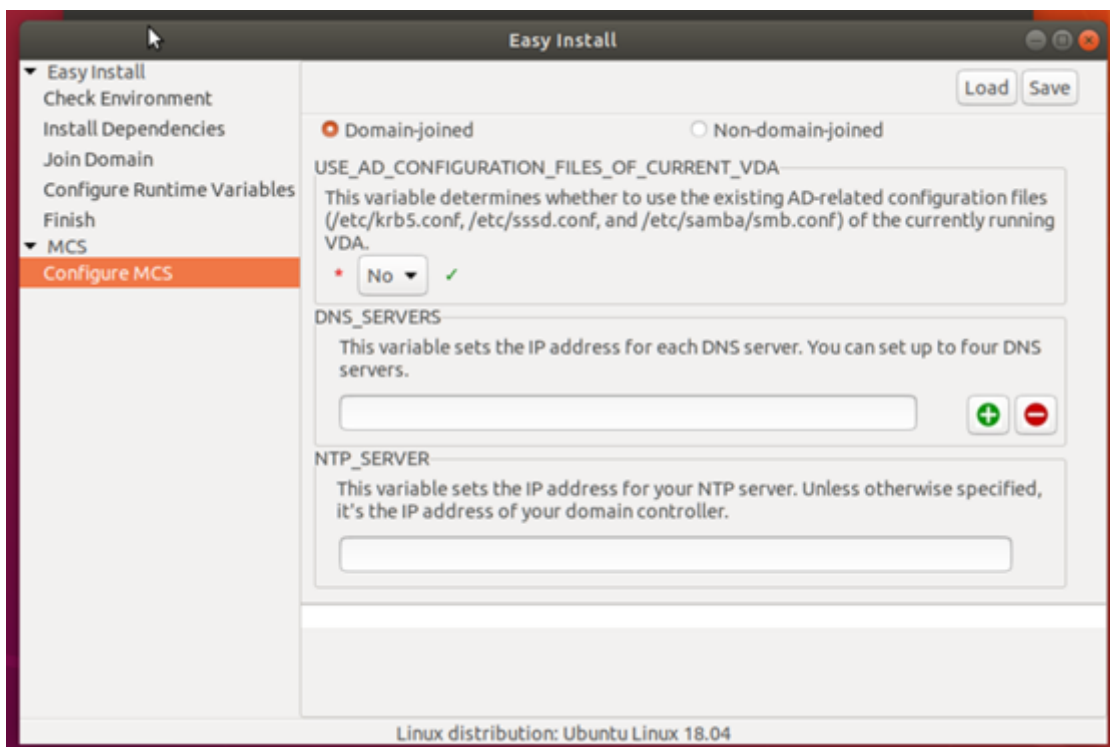 Easy Install
Easy Install
Check Environment
Install Dependencies
Join Domain
Configure Runtime Variables
Finish
MCS
Configure MCS
Load Save
Domain-joined Non-domain-joined
USE_AD_CONFIGURATION_FILES_OF_CURRENT_VDA
This variable determines whether to use the existing AD-related configuration files
(/etc/krb5.conf, /etc/sssd.conf, and /etc/samba/smb.conf) of the currently running
VDA.
* No ✓
DNS_SERVERS
This variable sets the IP address for each DNS server. You can set up to four DNS
servers.
NTP_SERVER
This variable sets the IP address for your NTP server. Unless otherwise specified,
it's the IP address of your domain controller.
Linux distribution: Ubuntu Linux 18.04